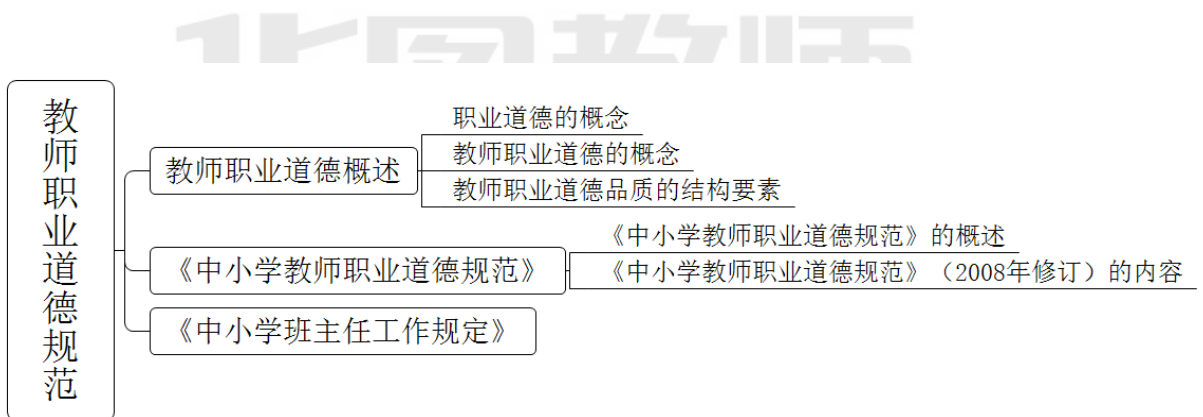 华图教师
教师职业道德规范
教师职业道德概述
职业道德的概念
教师职业道德的概念
教师职业道德品质的结构要素
《中小学教师职业道德规范》
《中小学教师职业道德规范》的概述
《中小学教师职业道德规范》（2008年修订）的内容
《中小学班主任工作规定》